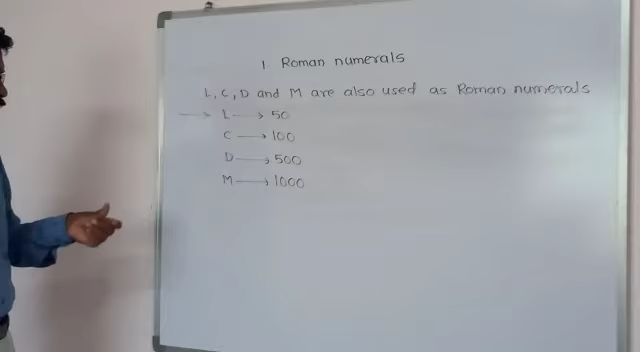 1. Roman numerals
L, C, D and M are also used as Roman numerals
→ L → 50
C → 100
D → 500
M → 1000